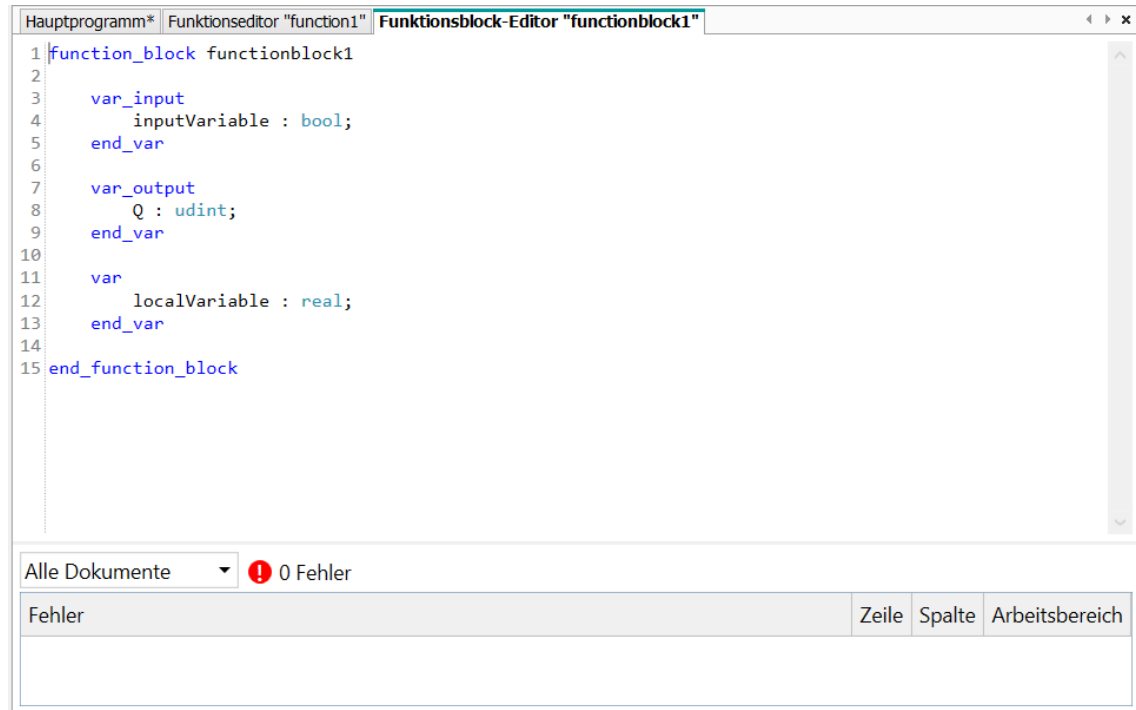 Hauptprogramm* Funktionseditor "function1" Funktionsblock-Editor "functionblock1"
1 function_block functionblock1
2
3 var_input
4 inputVariable : bool;
5 end_var
6
7 var_output
8 Q : udint;
9 end_var
10
11 var
12 localVariable : real;
13 end_var
14
15 end_function_block
Alle Dokumente 0 Fehler
Fehler Zeile Spalte Arbeitsbereich